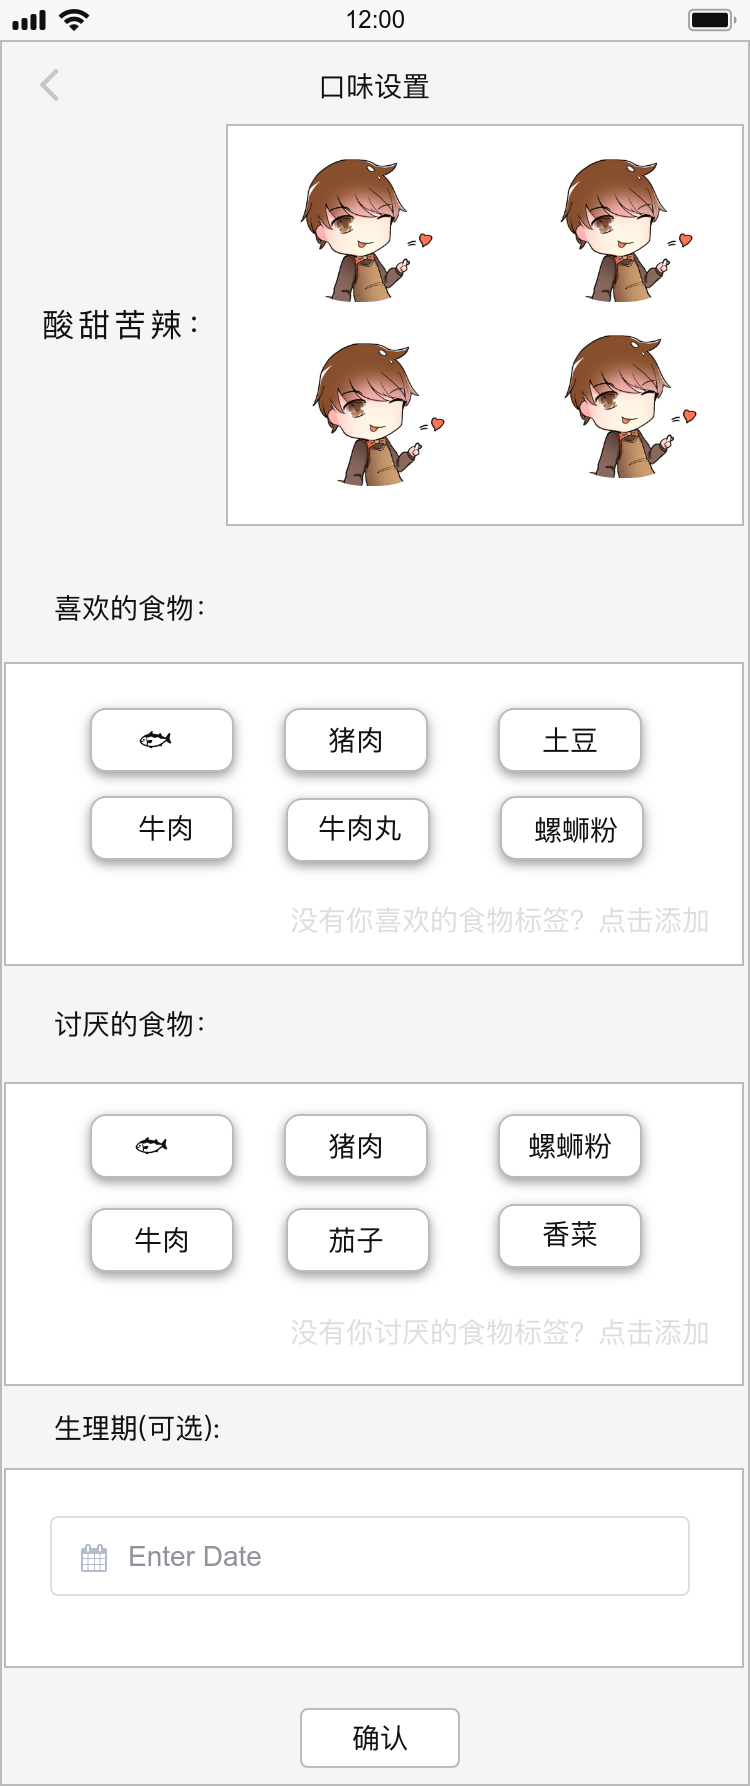 12:00
口味设置
酸甜苦辣：
喜欢的食物：
猪肉
土豆
牛肉
牛肉丸
螺蛳粉
没有你喜欢的食物标签？点击添加
讨厌的食物：
猪肉
螺蛳粉
牛肉
茄子
香菜
没有你讨厌的食物标签？点击添加
生理期(可选):
Enter Date
确认